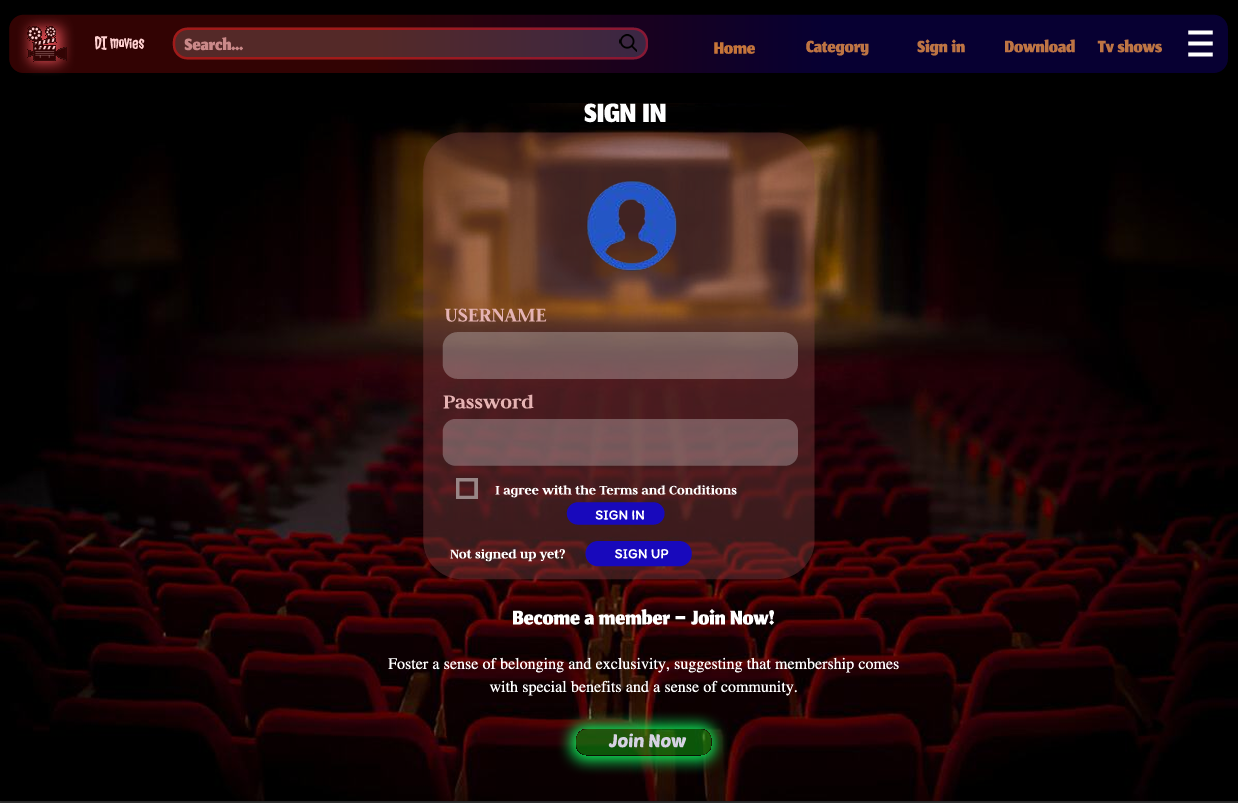 DI movies
Search...
Home
Category
Sign in
Download
Tv shows
SIGN IN
USERNAME
Password
I agree with the Terms and Conditions
SIGN IN
Not signed up yet?
SIGN UP
Become a member – Join Now!
Foster a sense of belonging and exclusivity, suggesting that membership comes
with special benefits and a sense of community.
Join Now